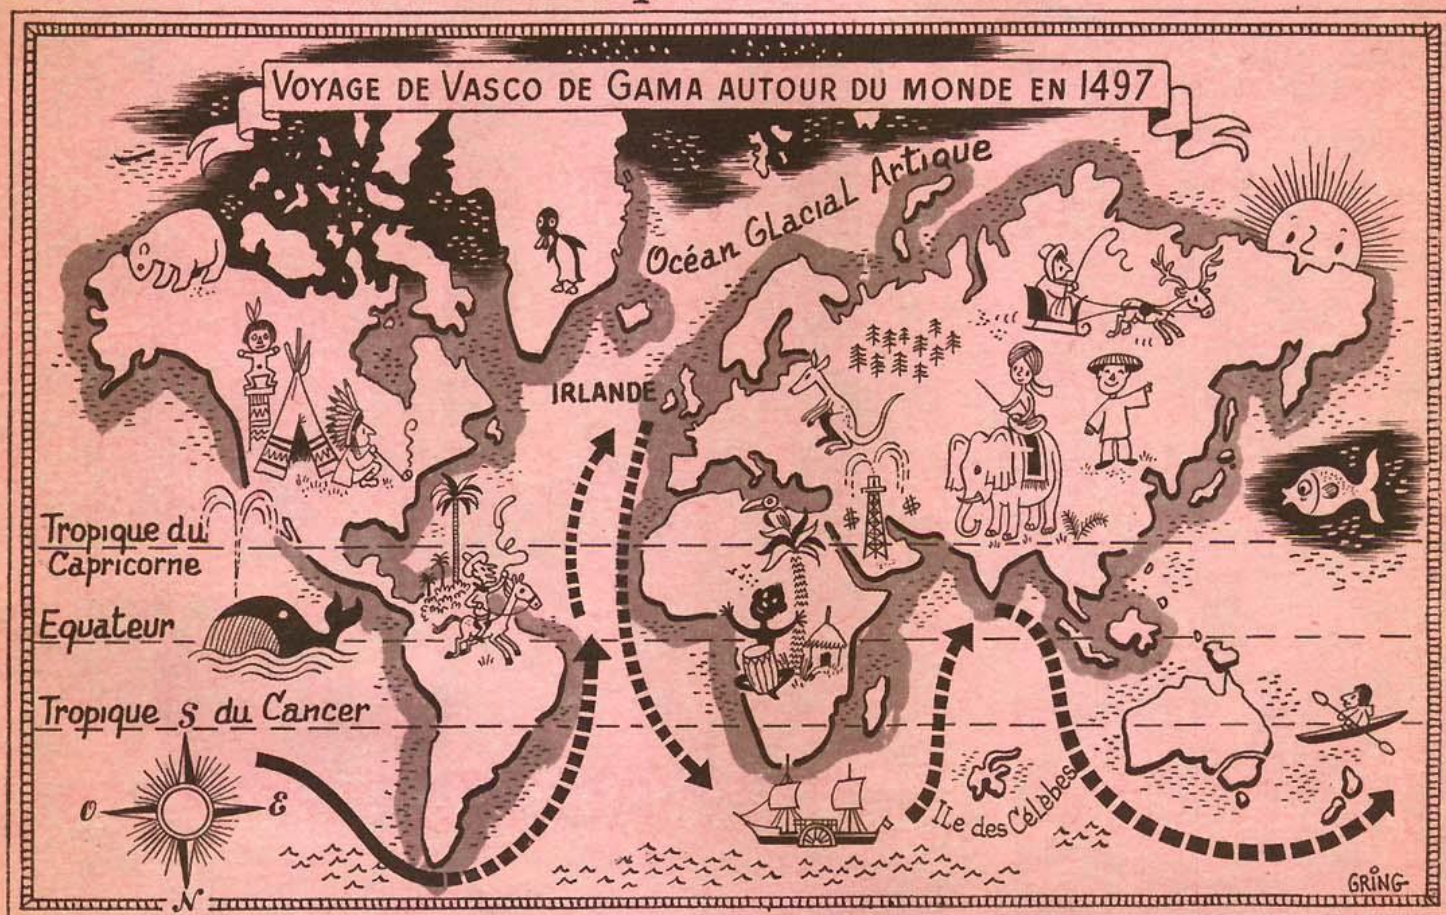 VOYAGE DE VASCO DE GAMA AUTOUR DU MONDE EN 1497
Océan Glacial Artique
IRLANDE
Tropique du
Capricorne
Equateur
Tropique du Cancer
S
O
E
N
Ile des Célèbes
GRING